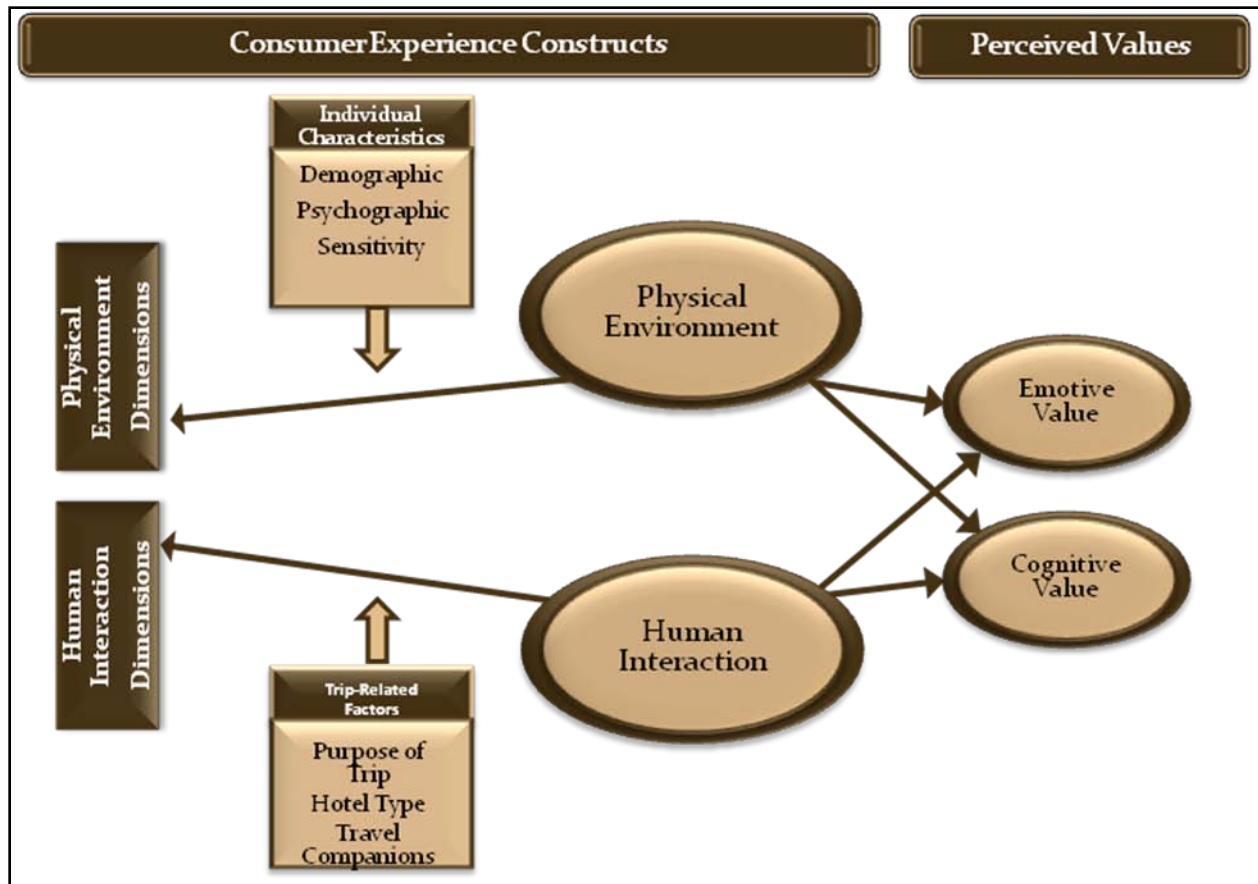 Consumer Experience Constructs
Perceived Values
Individual
Characteristics
Demographic
Psychographic
Sensitivity
Physical
Environment
Dimensions
Physical
Environment
Emotive
Value
Human
Interaction
Dimensions
Cognitive
Value
Human
Interaction
Trip-Related
Factors
Purpose of
Trip
Hotel Type
Travel
Companions